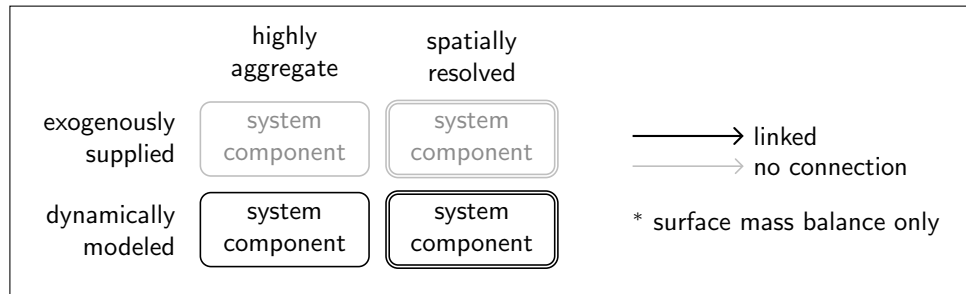 highly
aggregate
spatially
resolved
exogenously
supplied
system
component
system
component
linked
no connection
dynamically
modeled
system
component
system
component
* surface mass balance only